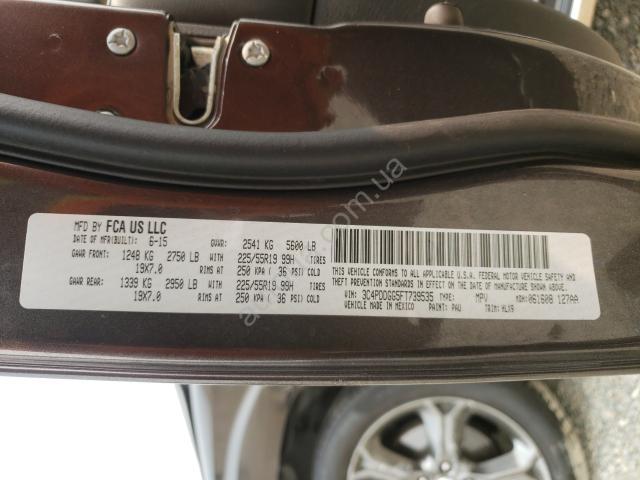 MFD BY FCA US LLC
DATE OF MFR(BUILT): 6-15 GVWR: 2541 KG 5600 LB
GAWR FRONT: 1248 KG 2750 LB WITH 225/55R19 99H TIRES
19X7.0 RIMS AT 250 KPA ( 36 PSI) COLD
GAWR REAR: 1339 KG 2950 LB WITH 225/55R19 99H TIRES
19X7.0 RIMS AT 250 KPA ( 36 PSI) COLD
THIS VEHICLE CONFORMS TO ALL APPLICABLE U.S.A. FEDERAL MOTOR VEHICLE SAFETY,
BUMPER AND THEFT PREVENTION STANDARDS IN EFFECT ON THE DATE
OF MANUFACTURE SHOWN ABOVE.
VIN: 3C4PDDGG5FT739535 TYPE: MPV MDH: 061608 127AA
VEHICLE MADE IN MEXICO PAINT: PAU TRIM: HLX9